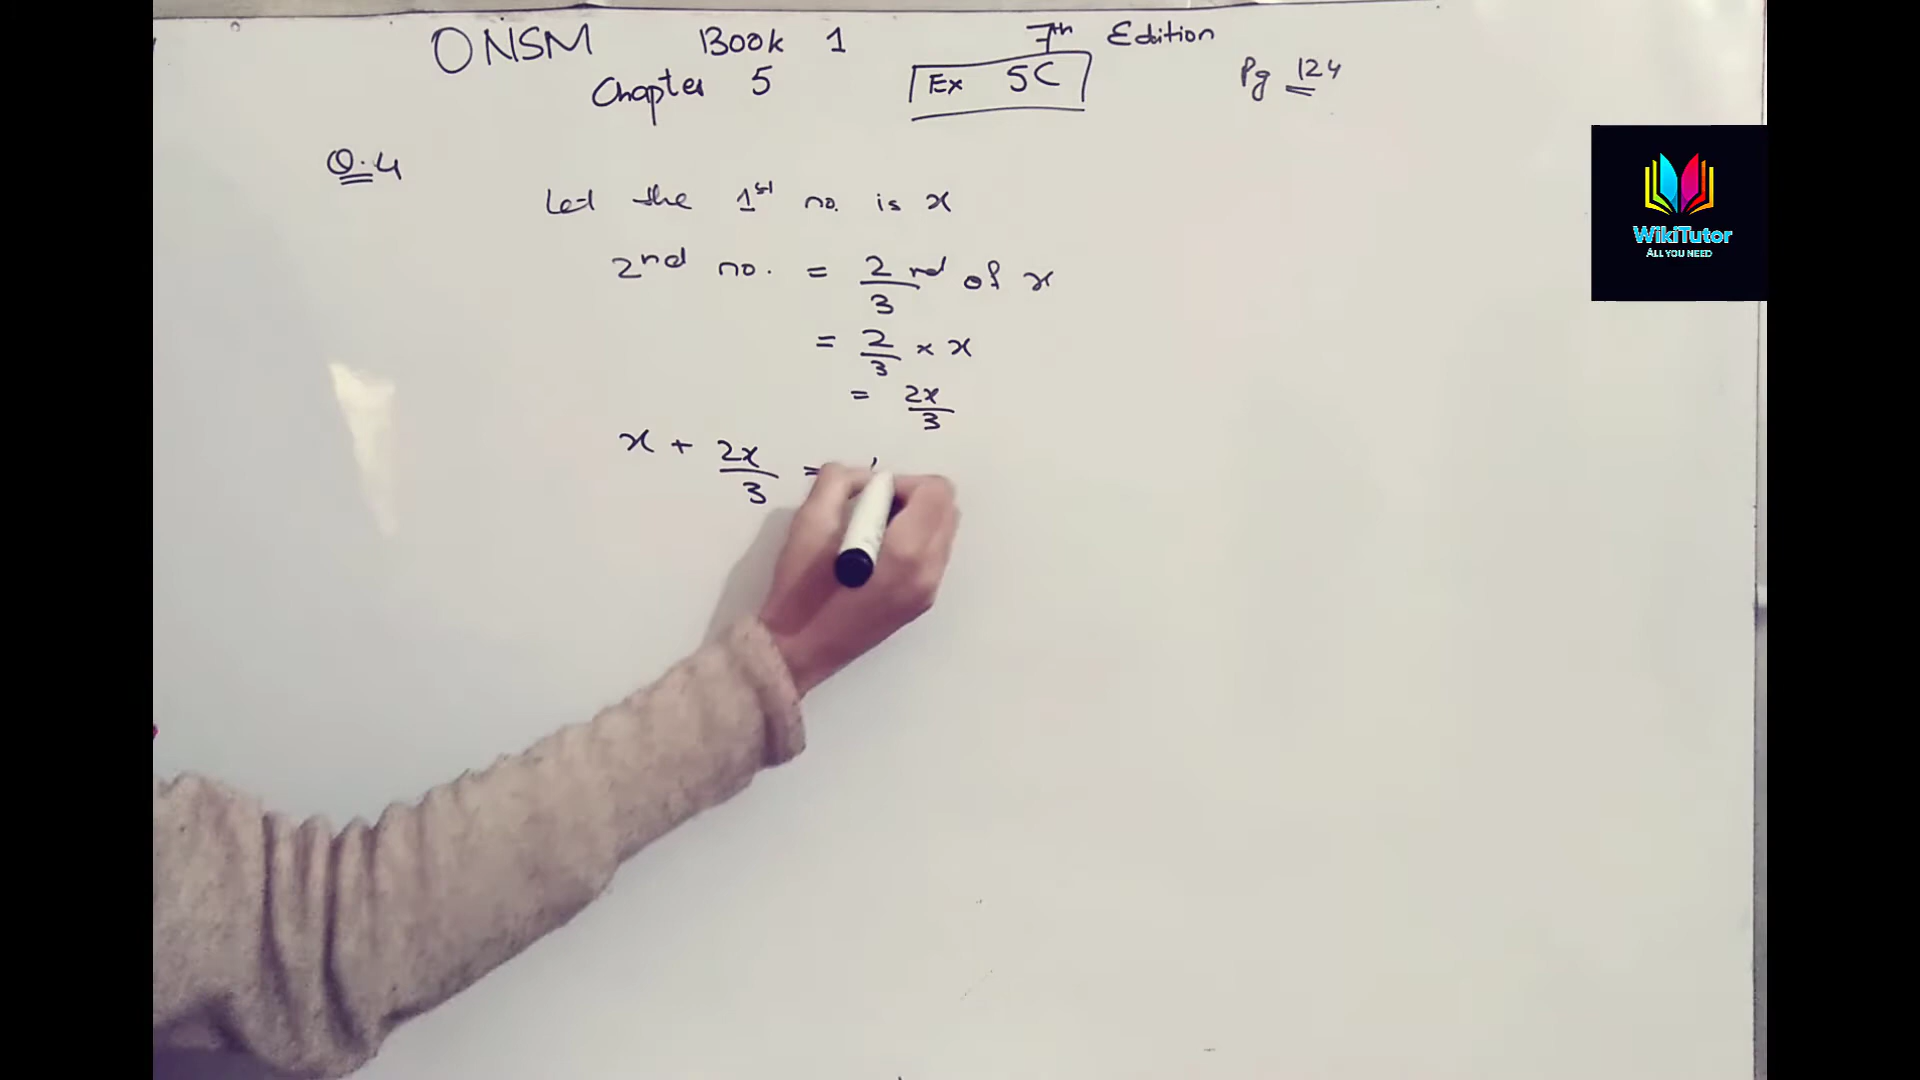 ONSM Book 1 7th Edition
Chapter 5 Ex 5C Pg 124
Q.4
Let the 1st no. is x
2nd no. = 2/3 rd of x
= 2/3 × x
= 2x/3
x + 2x/3 =
WikiTutor
ALL YOU NEED